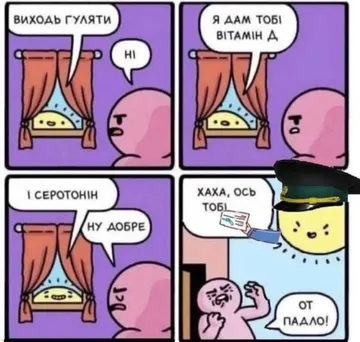 ВИХОДЬ ГУЛЯТИ
НІ
Я ДАМ ТОБІ
ВІТАМІН Д
І СЕРОТОНІН
НУ ДОБРЕ
ХАХА, ОСЬ
ТОБІ
ОТ
ПАДЛО!